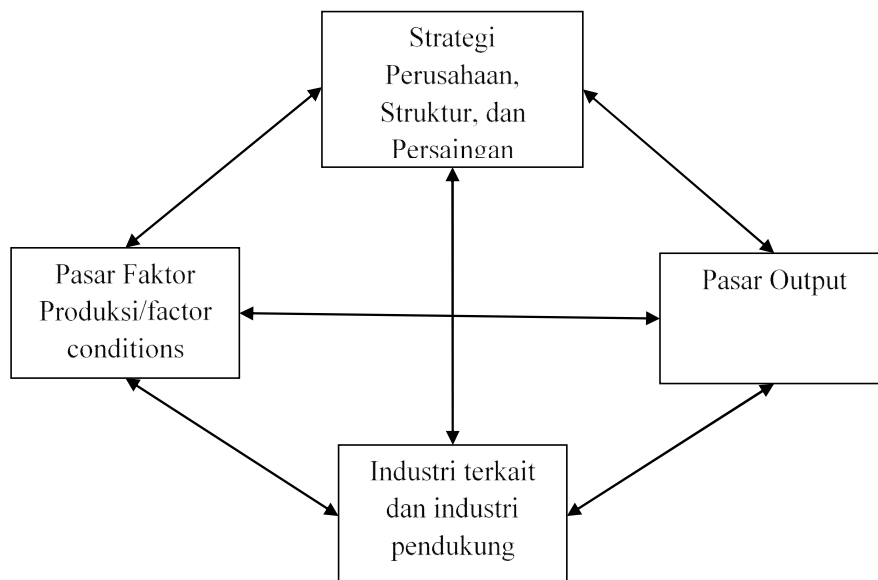 Strategi
Perusahaan,
Struktur, dan
Persaingan
Pasar Faktor
Produksi/factor
conditions
Pasar Output
Industri terkait
dan industri
pendukung